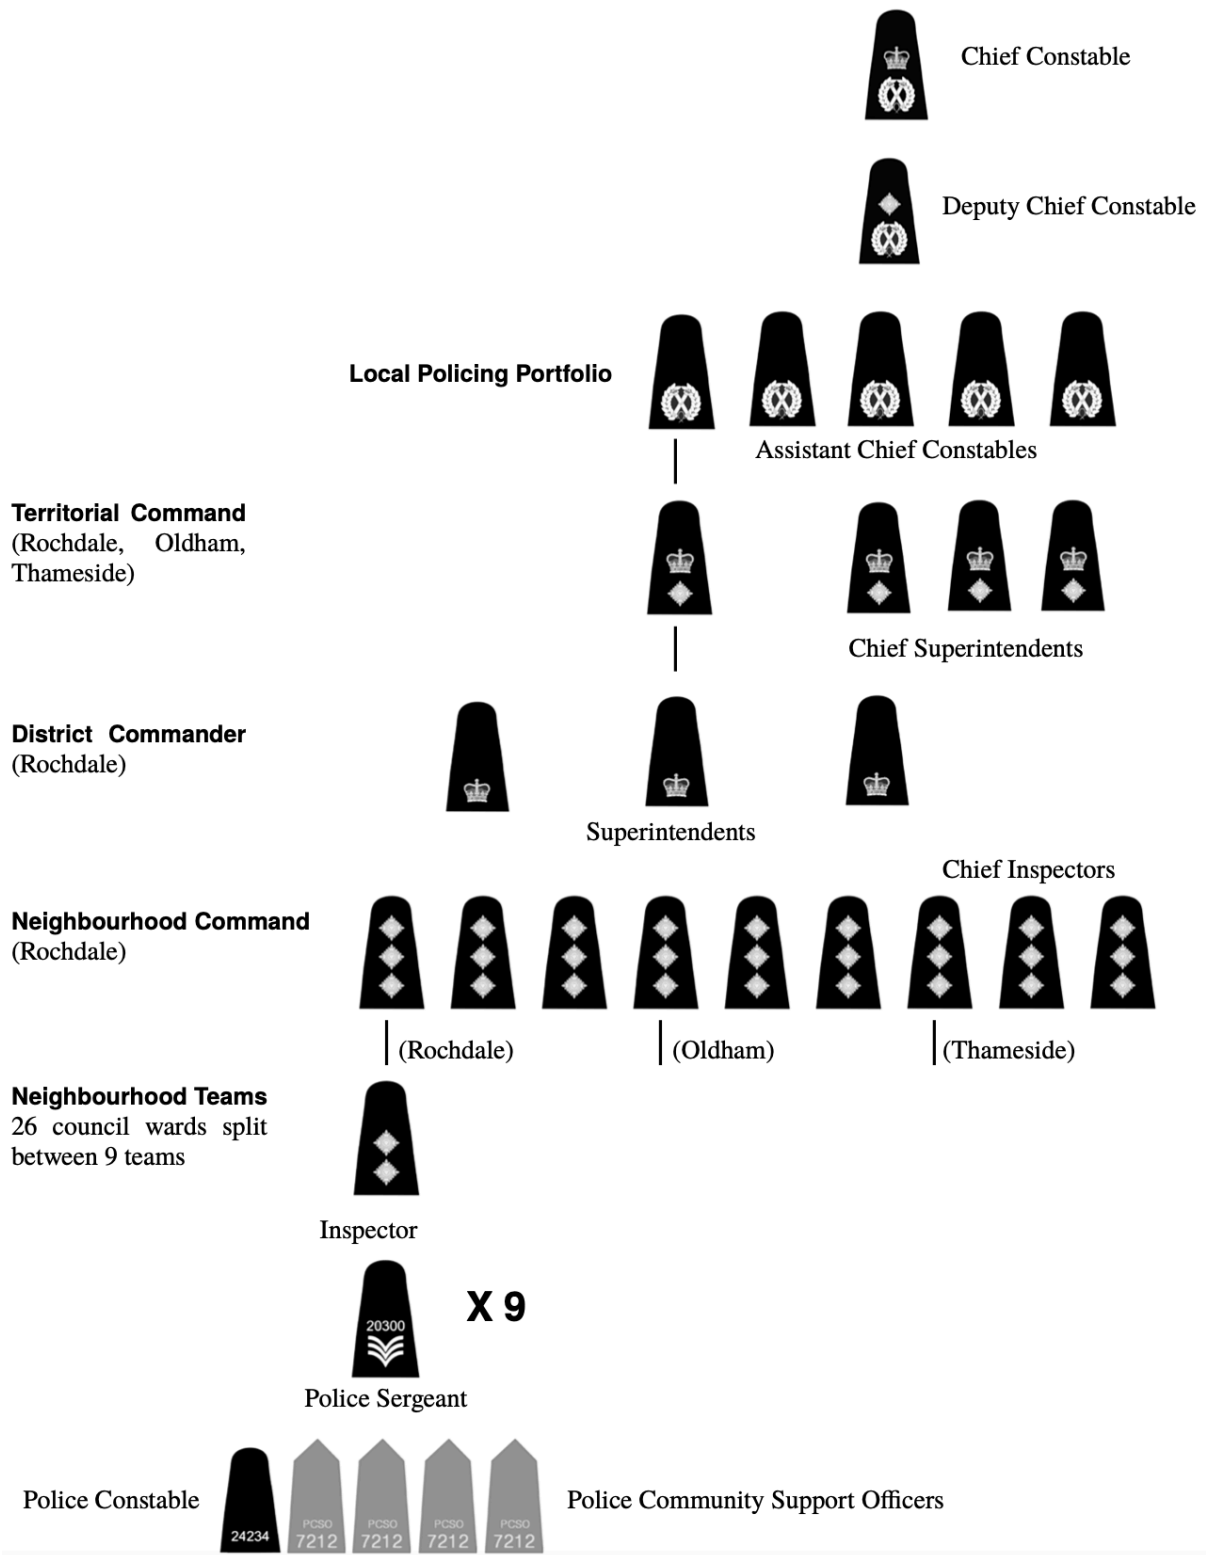 Chief Constable
Deputy Chief Constable
Local Policing Portfolio
Assistant Chief Constables
Territorial Command
(Rochdale, Oldham,
Thameside)
Chief Superintendents
District Commander
(Rochdale)
Superintendents
Chief Inspectors
Neighbourhood Command
(Rochdale)
(Rochdale)
(Oldham)
(Thameside)
Neighbourhood Teams
26 council wards split
between 9 teams
Inspector
20300
X 9
Police Sergeant
Police Constable
24234
PCSO
7212
PCSO
7212
PCSO
7212
PCSO
7212
Police Community Support Officers